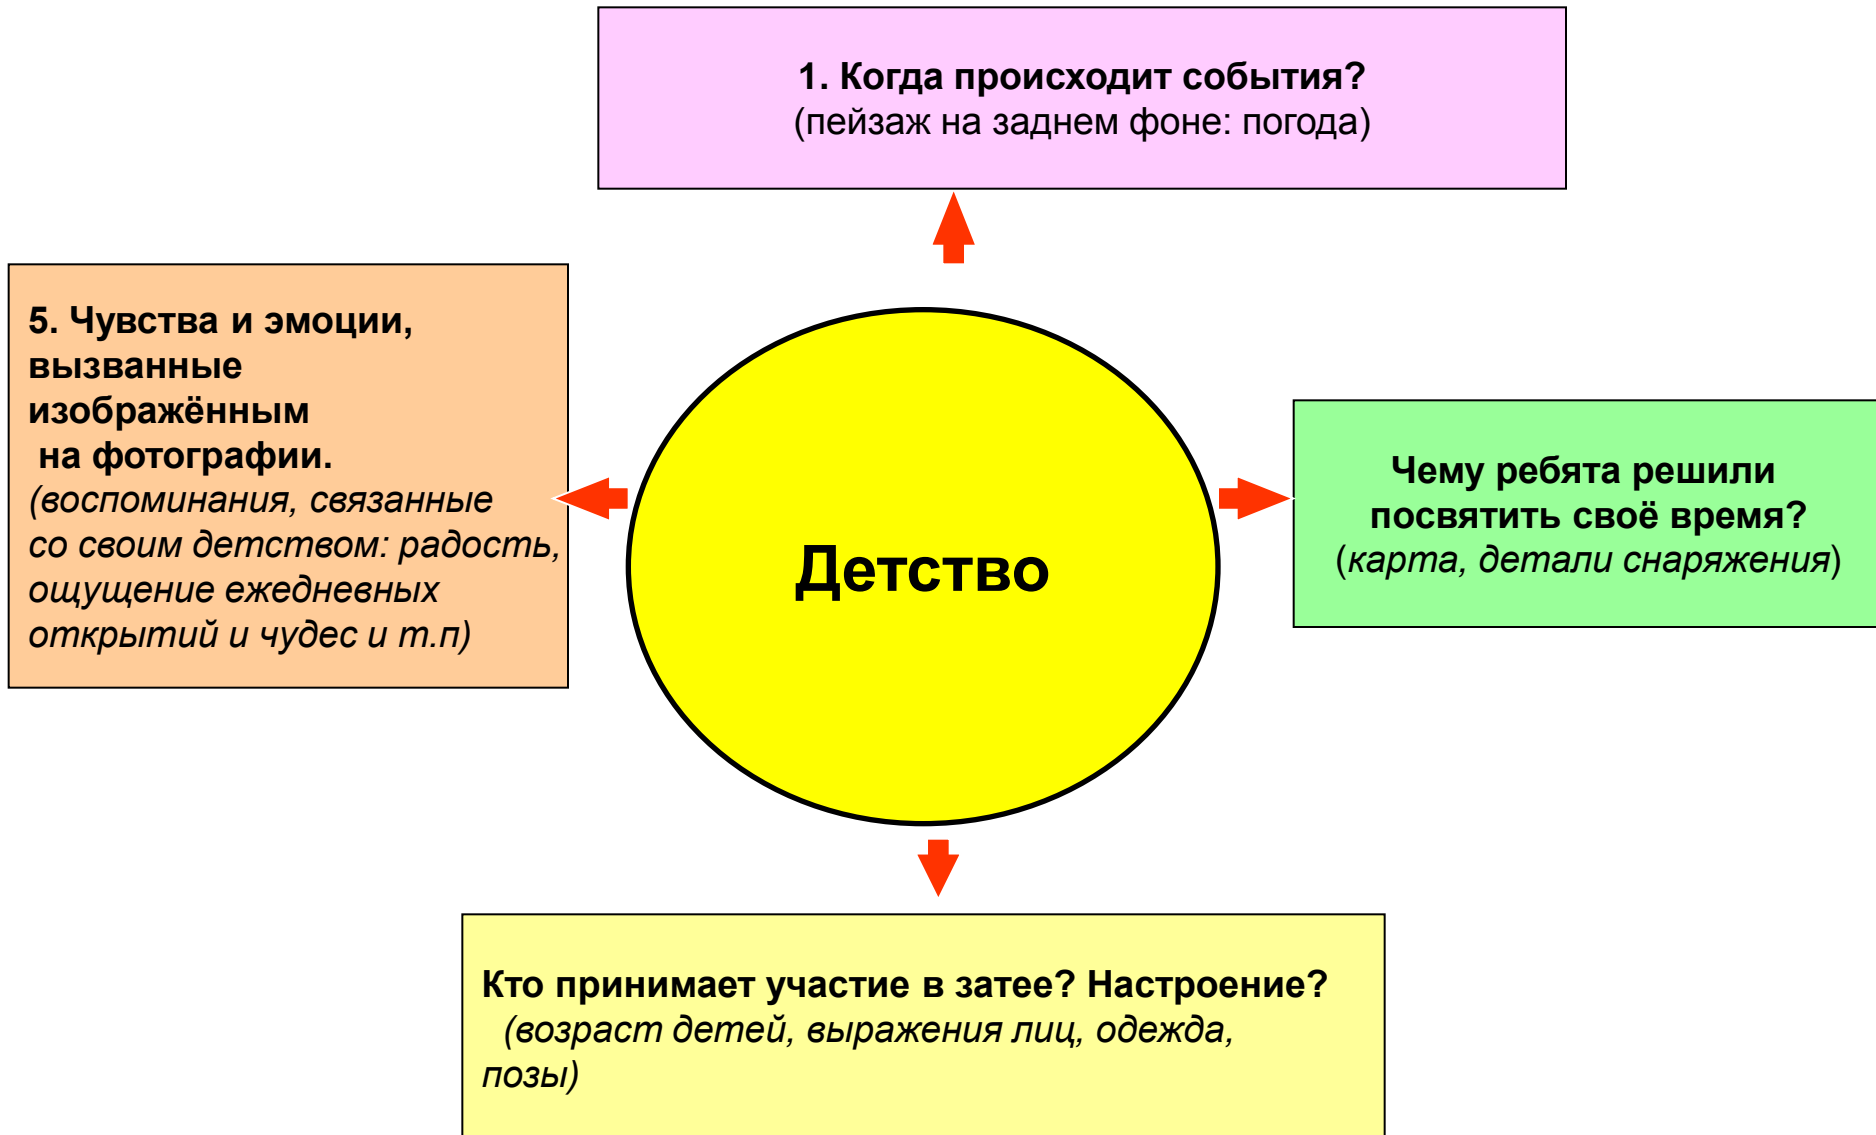 1. Когда происходит события?
(пейзаж на заднем фоне: погода)
5. Чувства и эмоции,
вызванные
изображённым
на фотографии.
(воспоминания, связанные
со своим детством: радость,
ощущение ежедневных
открытий и чудес и т.п)
Детство
Чему ребята решили
посвятить своё время?
(карта, детали снаряжения)
Кто принимает участие в затее? Настроение?
(возраст детей, выражения лиц, одежда,
позы)